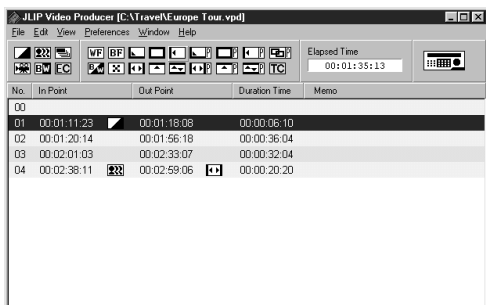 JLIP Video Producer [C:\Travel\Europe Tour.vpd]
File Edit View Preferences Window Help
WF BF P P P P Elapsed Time
BW EC B/W P P P TC 00:01:35:13
No. In Point Out Point Duration Time Memo
00
01 00:01:11:23 00:01:18:08 00:00:06:10
02 00:01:20:14 00:01:56:18 00:00:36:04
03 00:02:01:03 00:02:33:07 00:00:32:04
04 00:02:38:11 00:02:59:06 00:00:20:20